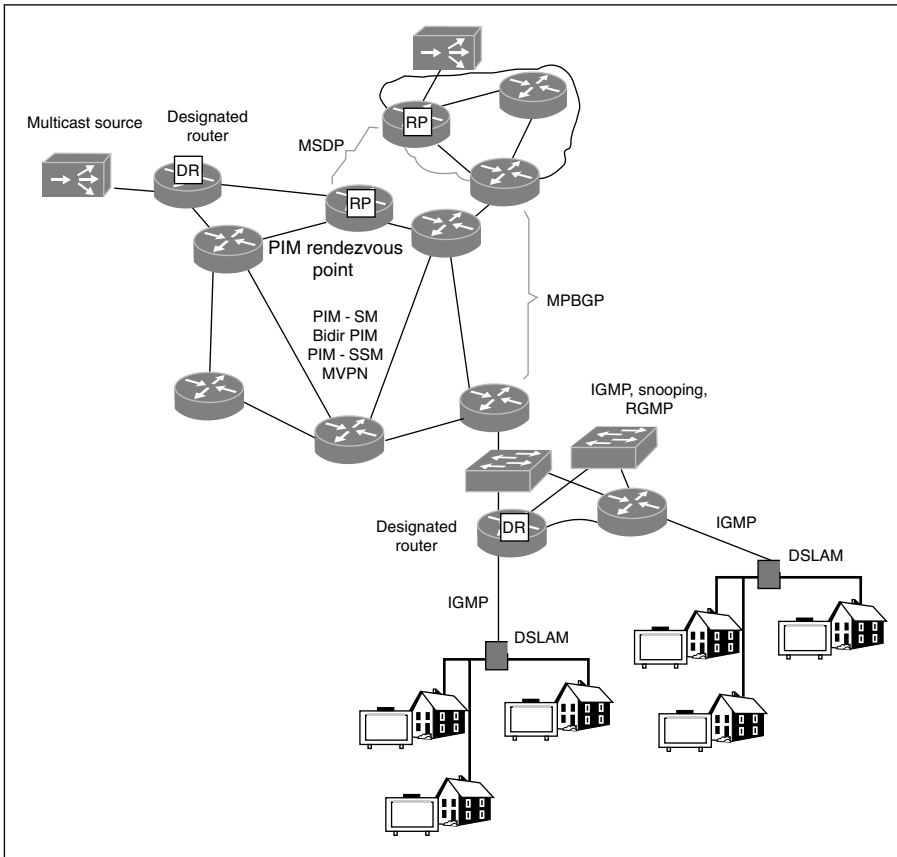 RP
Multicast source
Designated
router
MSDP
DR
RP
PIM rendezvous
point
MPBGP
PIM - SM
Bidir PIM
PIM - SSM
MVPN
IGMP, snooping,
RGMP
Designated
router
DR
IGMP
DSLAM
IGMP
DSLAM